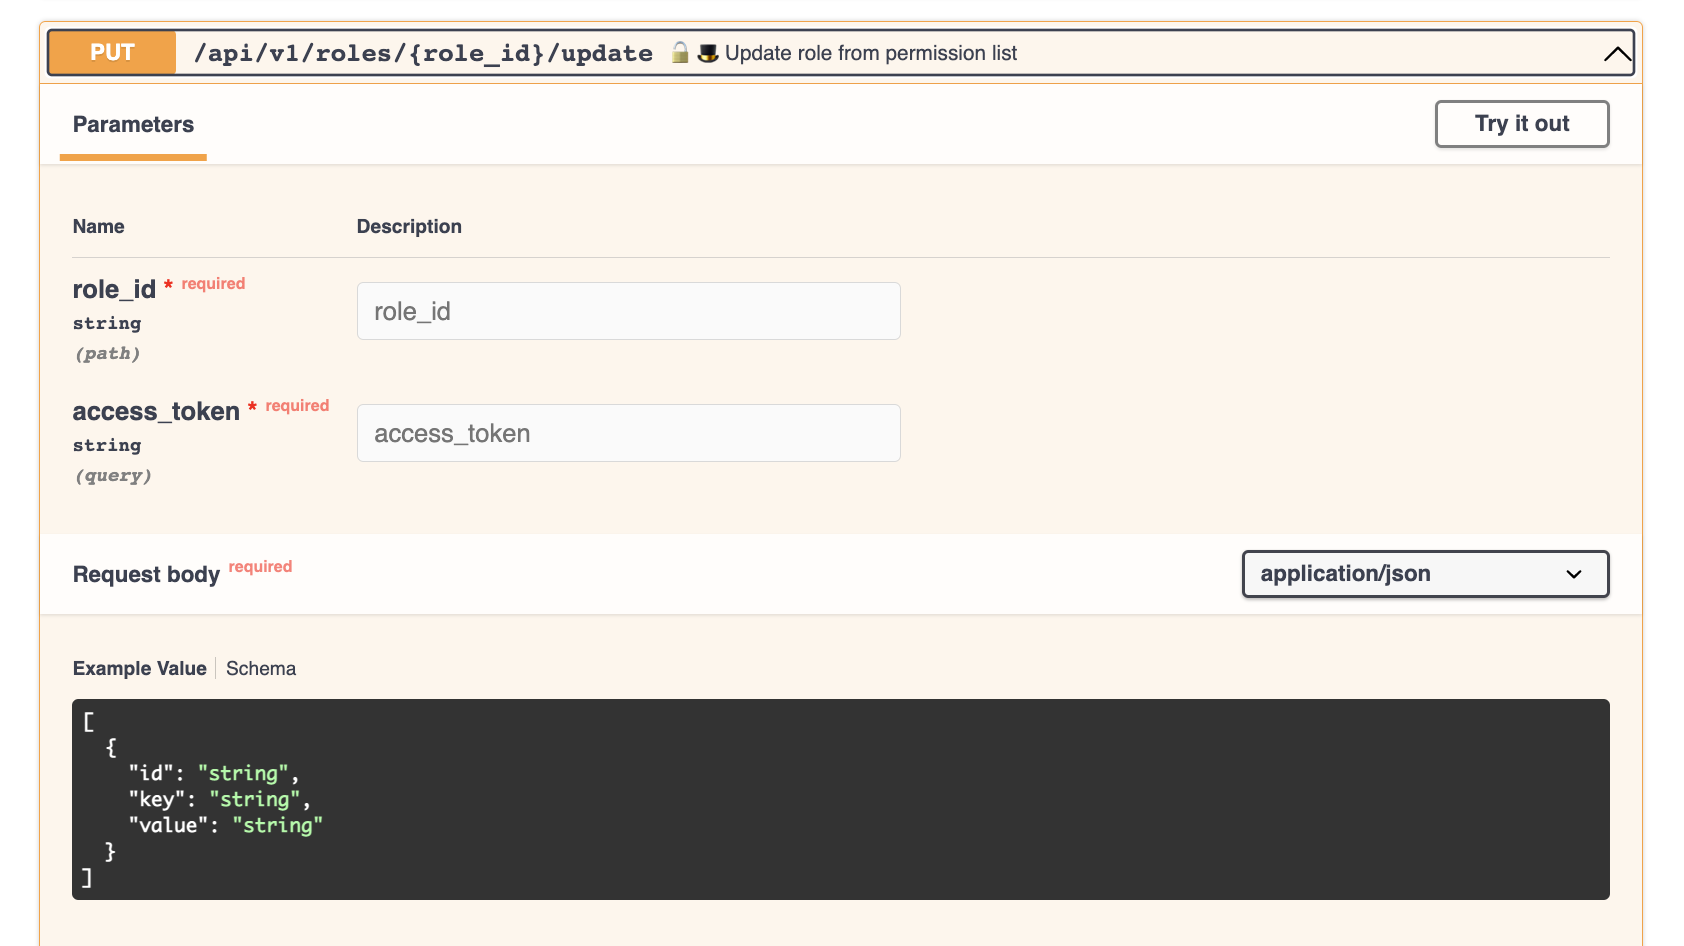 PUT /api/v1/roles/{role_id}/update 🔒 🎩 Update role from permission list
Parameters
Try it out
Name Description
role_id * required
string
(path)
role_id
access_token * required
string
(query)
access_token
Request body required
application/json
Example Value Schema
[
  {
    "id": "string",
    "key": "string",
    "value": "string"
  }
]